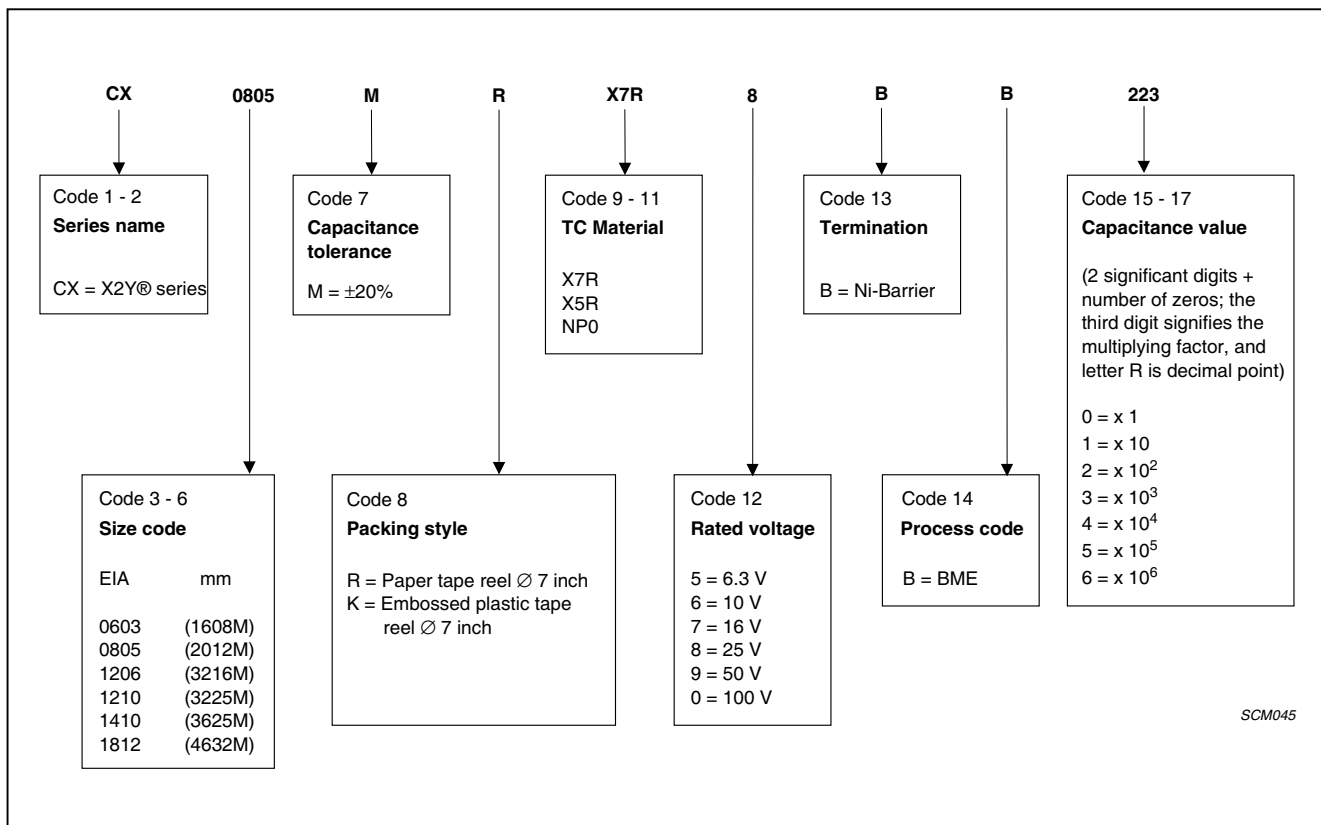 CX 0805 M R X7R 8 B B 223
Code 1 - 2
Series name
CX = X2Y® series
Code 7
Capacitance
tolerance
M = ±20%
Code 9 - 11
TC Material
X7R
X5R
NP0
Code 13
Termination
B = Ni-Barrier
Code 15 - 17
Capacitance value
(2 significant digits +
number of zeros; the
third digit signifies the
multiplying factor, and
letter R is decimal point)
0 = x 1
1 = x 10
2 = x 10²
3 = x 10³
4 = x 10⁴
5 = x 10⁵
6 = x 10⁶
Code 3 - 6
Size code
EIA mm
0603 (1608M)
0805 (2012M)
1206 (3216M)
1210 (3225M)
1410 (3625M)
1812 (4632M)
Code 8
Packing style
R = Paper tape reel ∅ 7 inch
K = Embossed plastic tape
reel ∅ 7 inch
Code 12
Rated voltage
5 = 6.3 V
6 = 10 V
7 = 16 V
8 = 25 V
9 = 50 V
0 = 100 V
Code 14
Process code
B = BME
SCM045